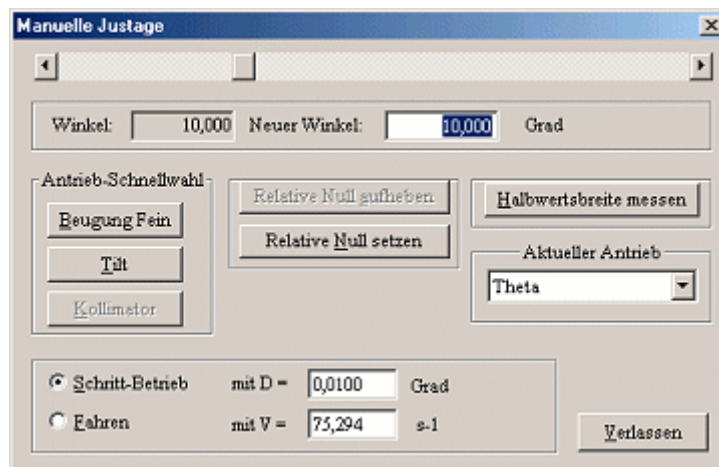 Manuelle Justage
Winkel: 10,000 Neuer Winkel: 10,000 Grad
Antrieb-Schnellwahl
Beugung Fein
Tilt
Kollimator
Relative Null aufheben
Relative Null setzen
Halbwertsbreite messen
Aktueller Antrieb
Theta
Schritt-Betrieb mit D = 0,0100 Grad
Fahren mit V = 75,294 s-1
Verlassen